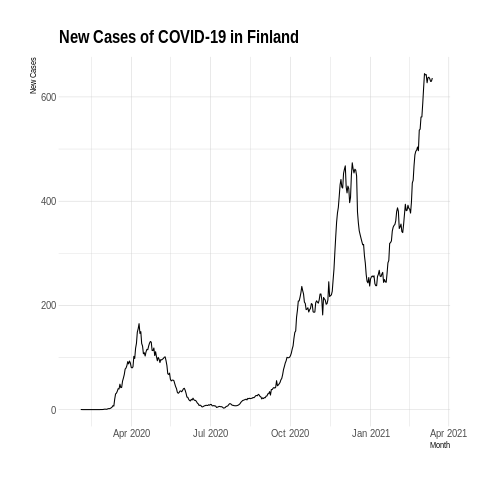 New Cases of COVID-19 in Finland
New Cases
600
400
200
0
Apr 2020
Jul 2020
Oct 2020
Jan 2021
Apr 2021
Month